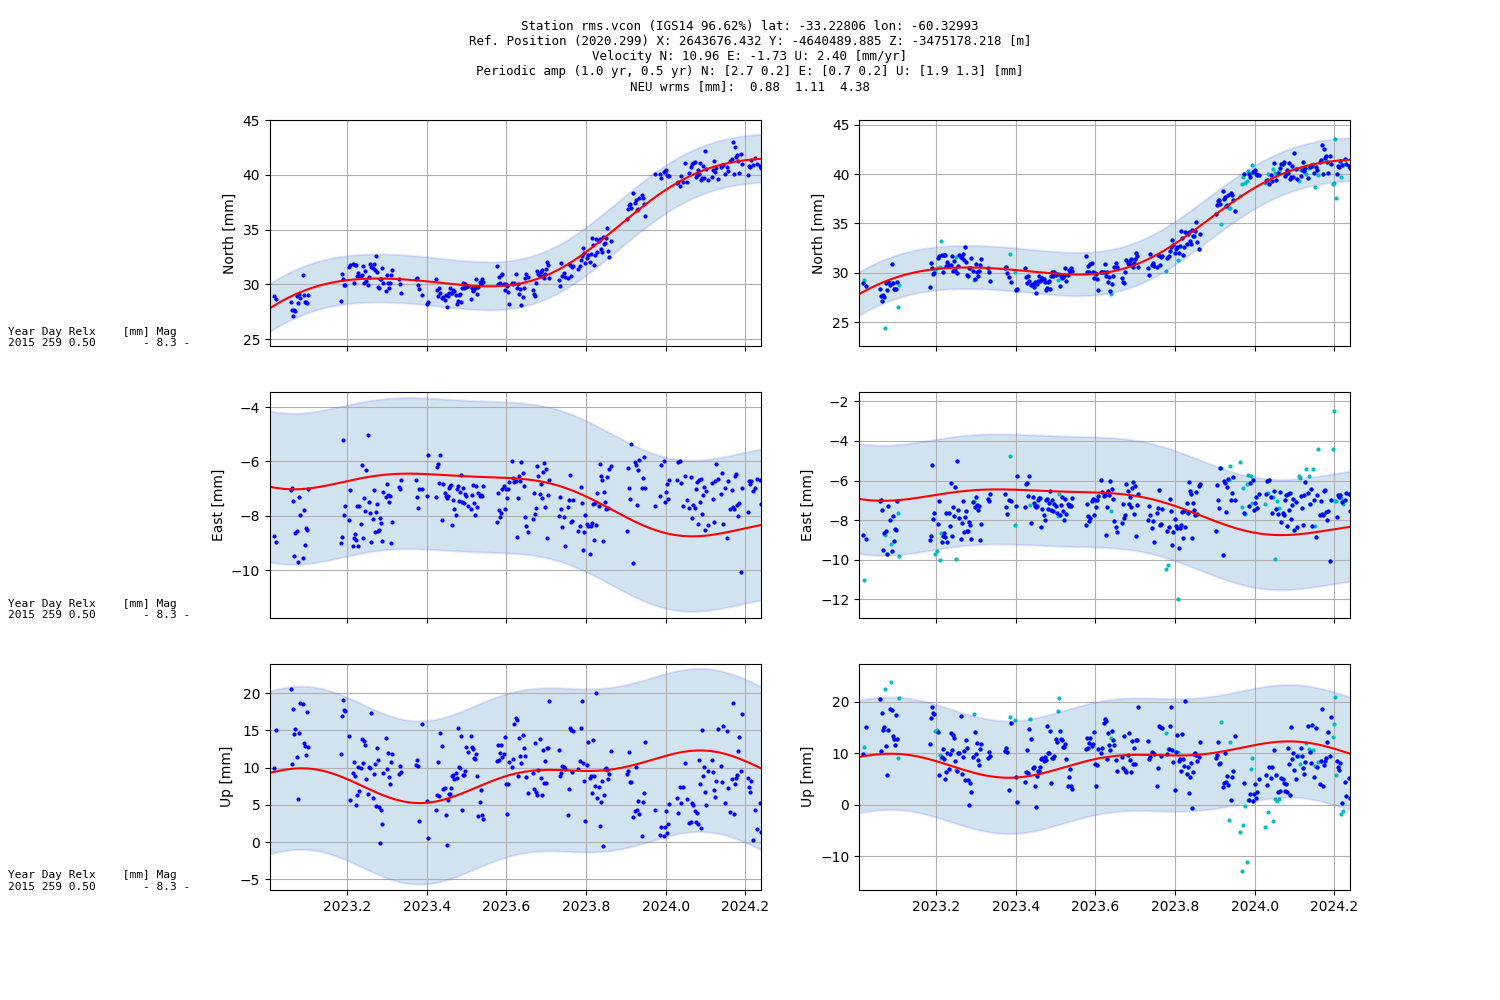 Station rms.vcon (IGS14 96.62%) lat: -33.22806 lon: -60.32993
Ref. Position (2020.299) X: 2643676.432 Y: -4640489.885 Z: -3475178.218 [m]
Velocity N: 10.96 E: -1.73 U: 2.40 [mm/yr]
Periodic amp (1.0 yr, 0.5 yr) N: [2.7 0.2] E: [0.7 0.2] U: [1.9 1.3] [mm]
NEU wrms [mm]:  0.88  1.11  4.38
45
40
35
30
25
North [mm]
45
40
35
30
25
North [mm]
Year Day Relx    [mm] Mag
2015 259 0.50       - 8.3 -
−4
−6
−8
−10
East [mm]
−2
−4
−6
−8
−10
−12
East [mm]
Year Day Relx    [mm] Mag
2015 259 0.50       - 8.3 -
20
15
10
5
0
−5
Up [mm]
20
10
0
−10
Up [mm]
Year Day Relx    [mm] Mag
2015 259 0.50       - 8.3 -
2023.2 2023.4 2023.6 2023.8 2024.0 2024.2
2023.2 2023.4 2023.6 2023.8 2024.0 2024.2